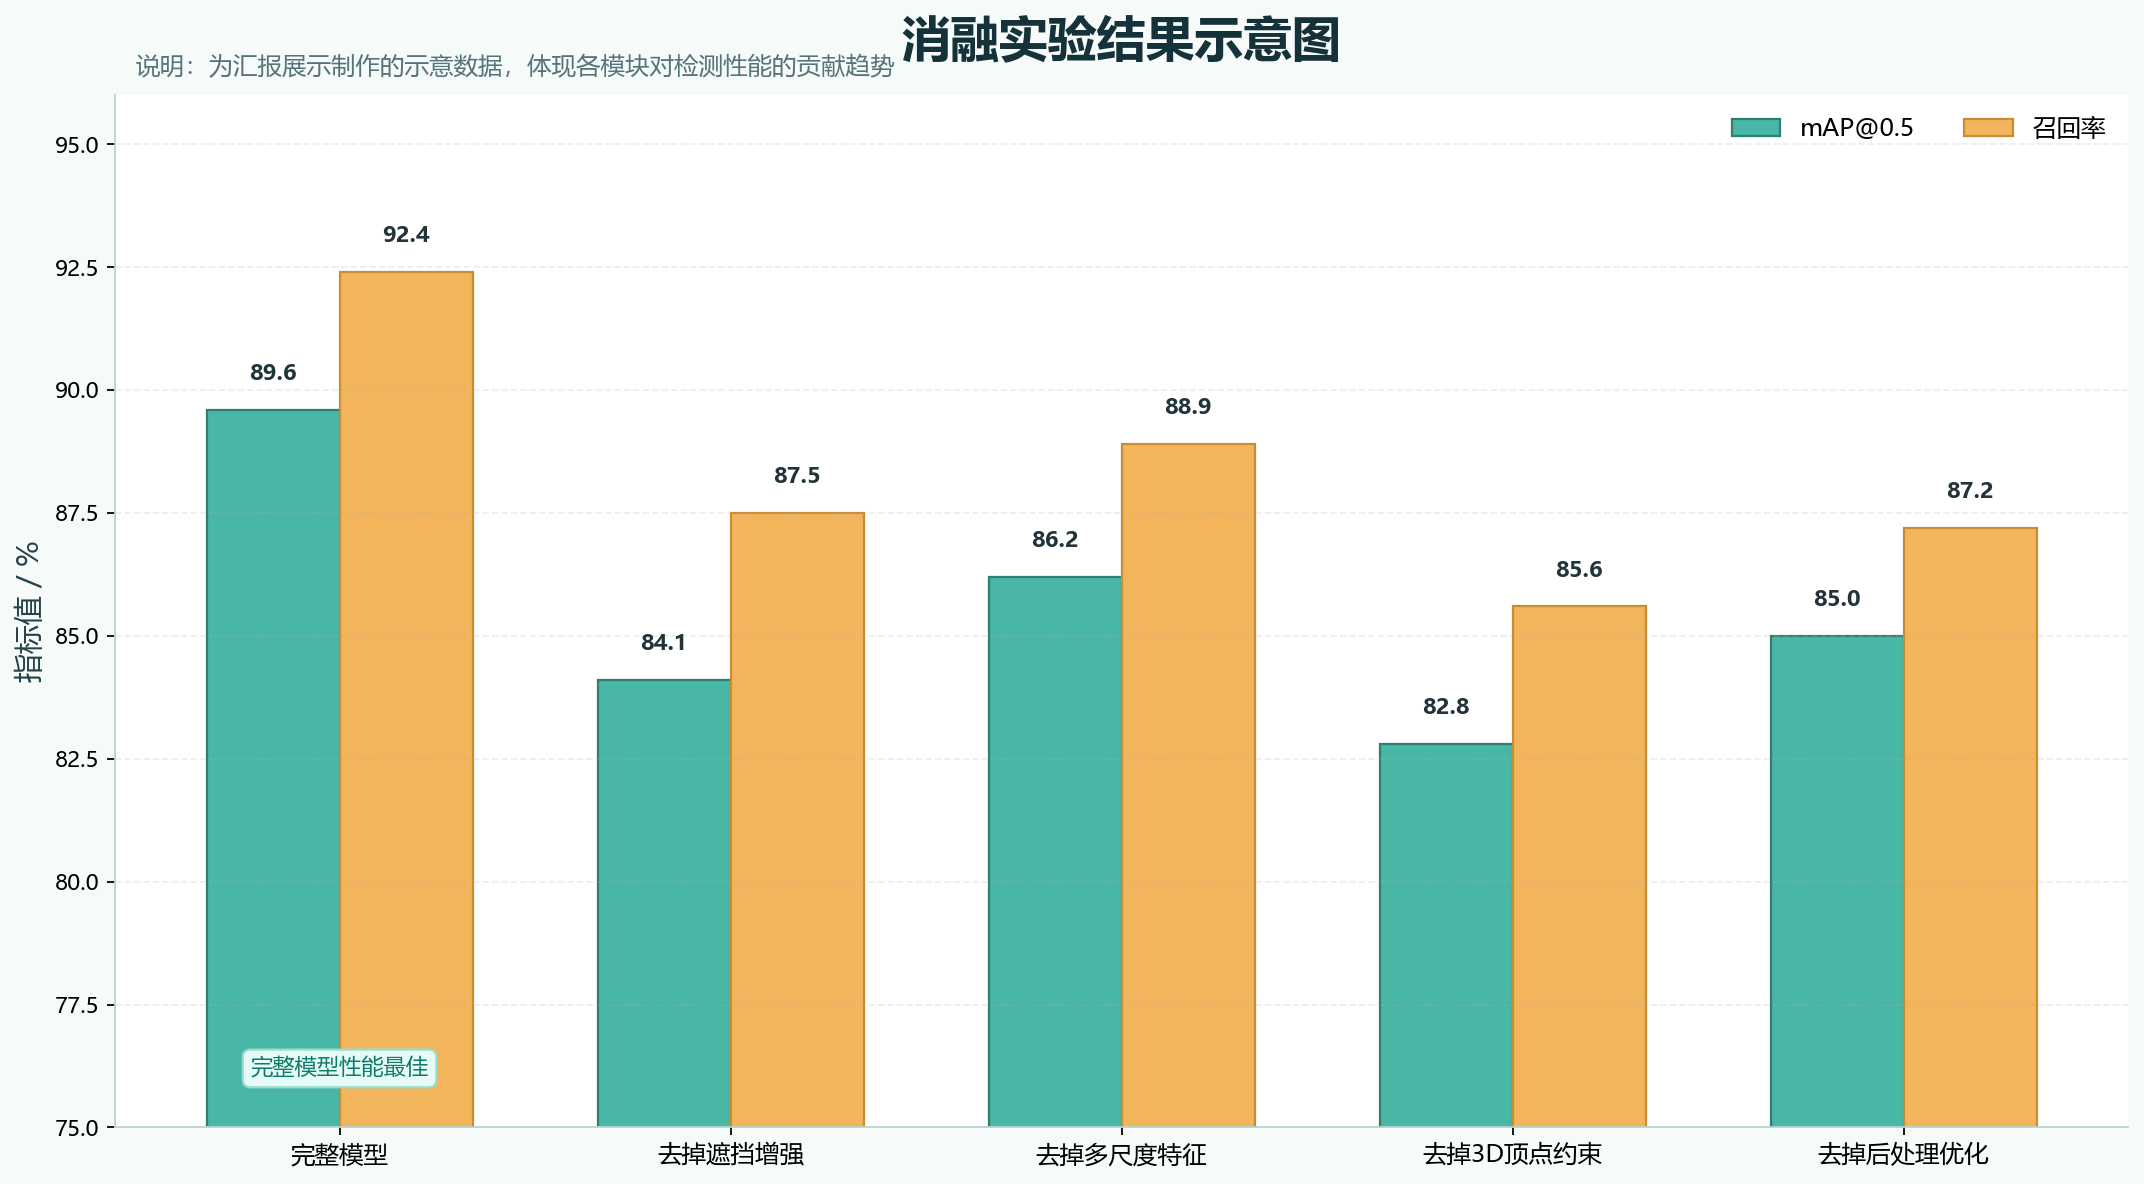 消融实验结果示意图
说明：为汇报展示制作的示意数据，体现各模块对检测性能的贡献趋势
mAP@0.5
召回率
指标值 / %
95.0
92.5
90.0
87.5
85.0
82.5
80.0
77.5
75.0
89.6
92.4
84.1
87.5
86.2
88.9
82.8
85.6
85.0
87.2
完整模型性能最佳
完整模型
去掉遮挡增强
去掉多尺度特征
去掉3D顶点约束
去掉后处理优化